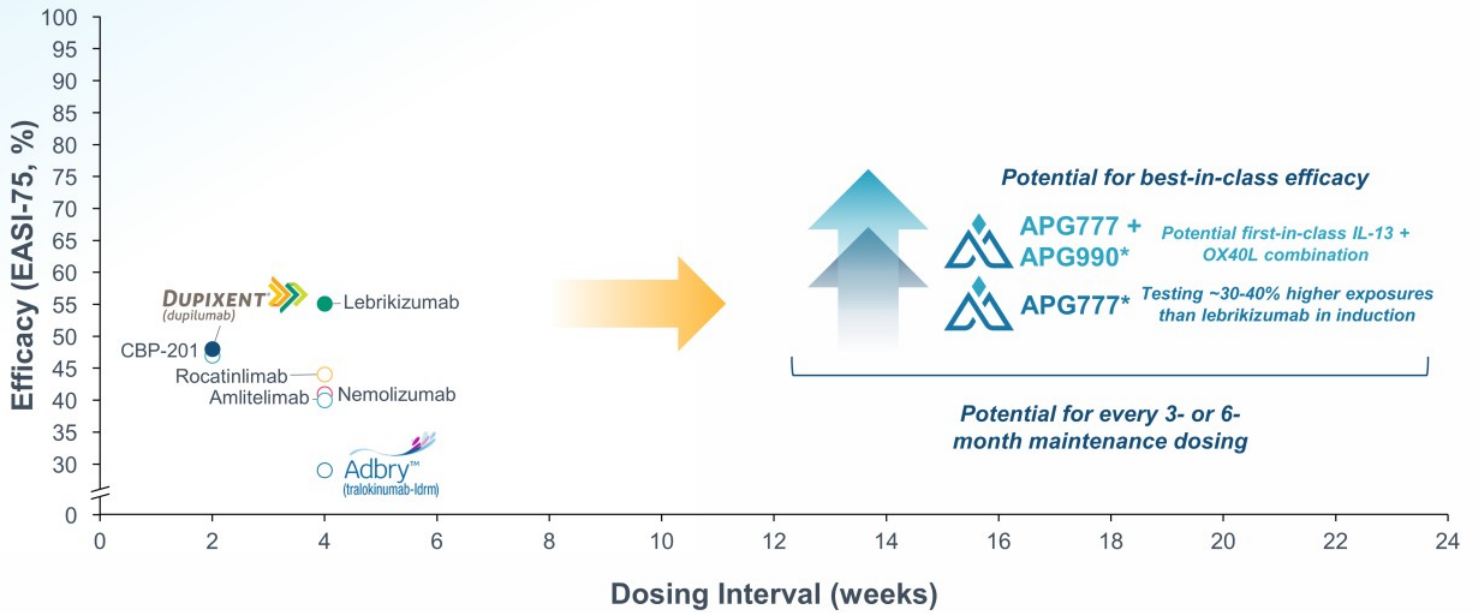 Efficacy (EASI-75, %)
100
95
90
85
80
75
70
65
60
55
50
45
40
35
30
0
DUPIXENT
(dupilumab)
Lebrikizumab
CBP-201
Rocatinlimab
Amlitelimab
Nemolizumab
Adbry™
(tralokinumab-ldrm)
Potential for best-in-class efficacy
APG777 +
APG990*
Potential first-in-class IL-13 +
OX40L combination
APG777*
Testing ~30-40% higher exposures
than lebrikizumab in induction
Potential for every 3- or 6-
month maintenance dosing
0 2 4 6 8 10 12 14 16 18 20 22 24
Dosing Interval (weeks)